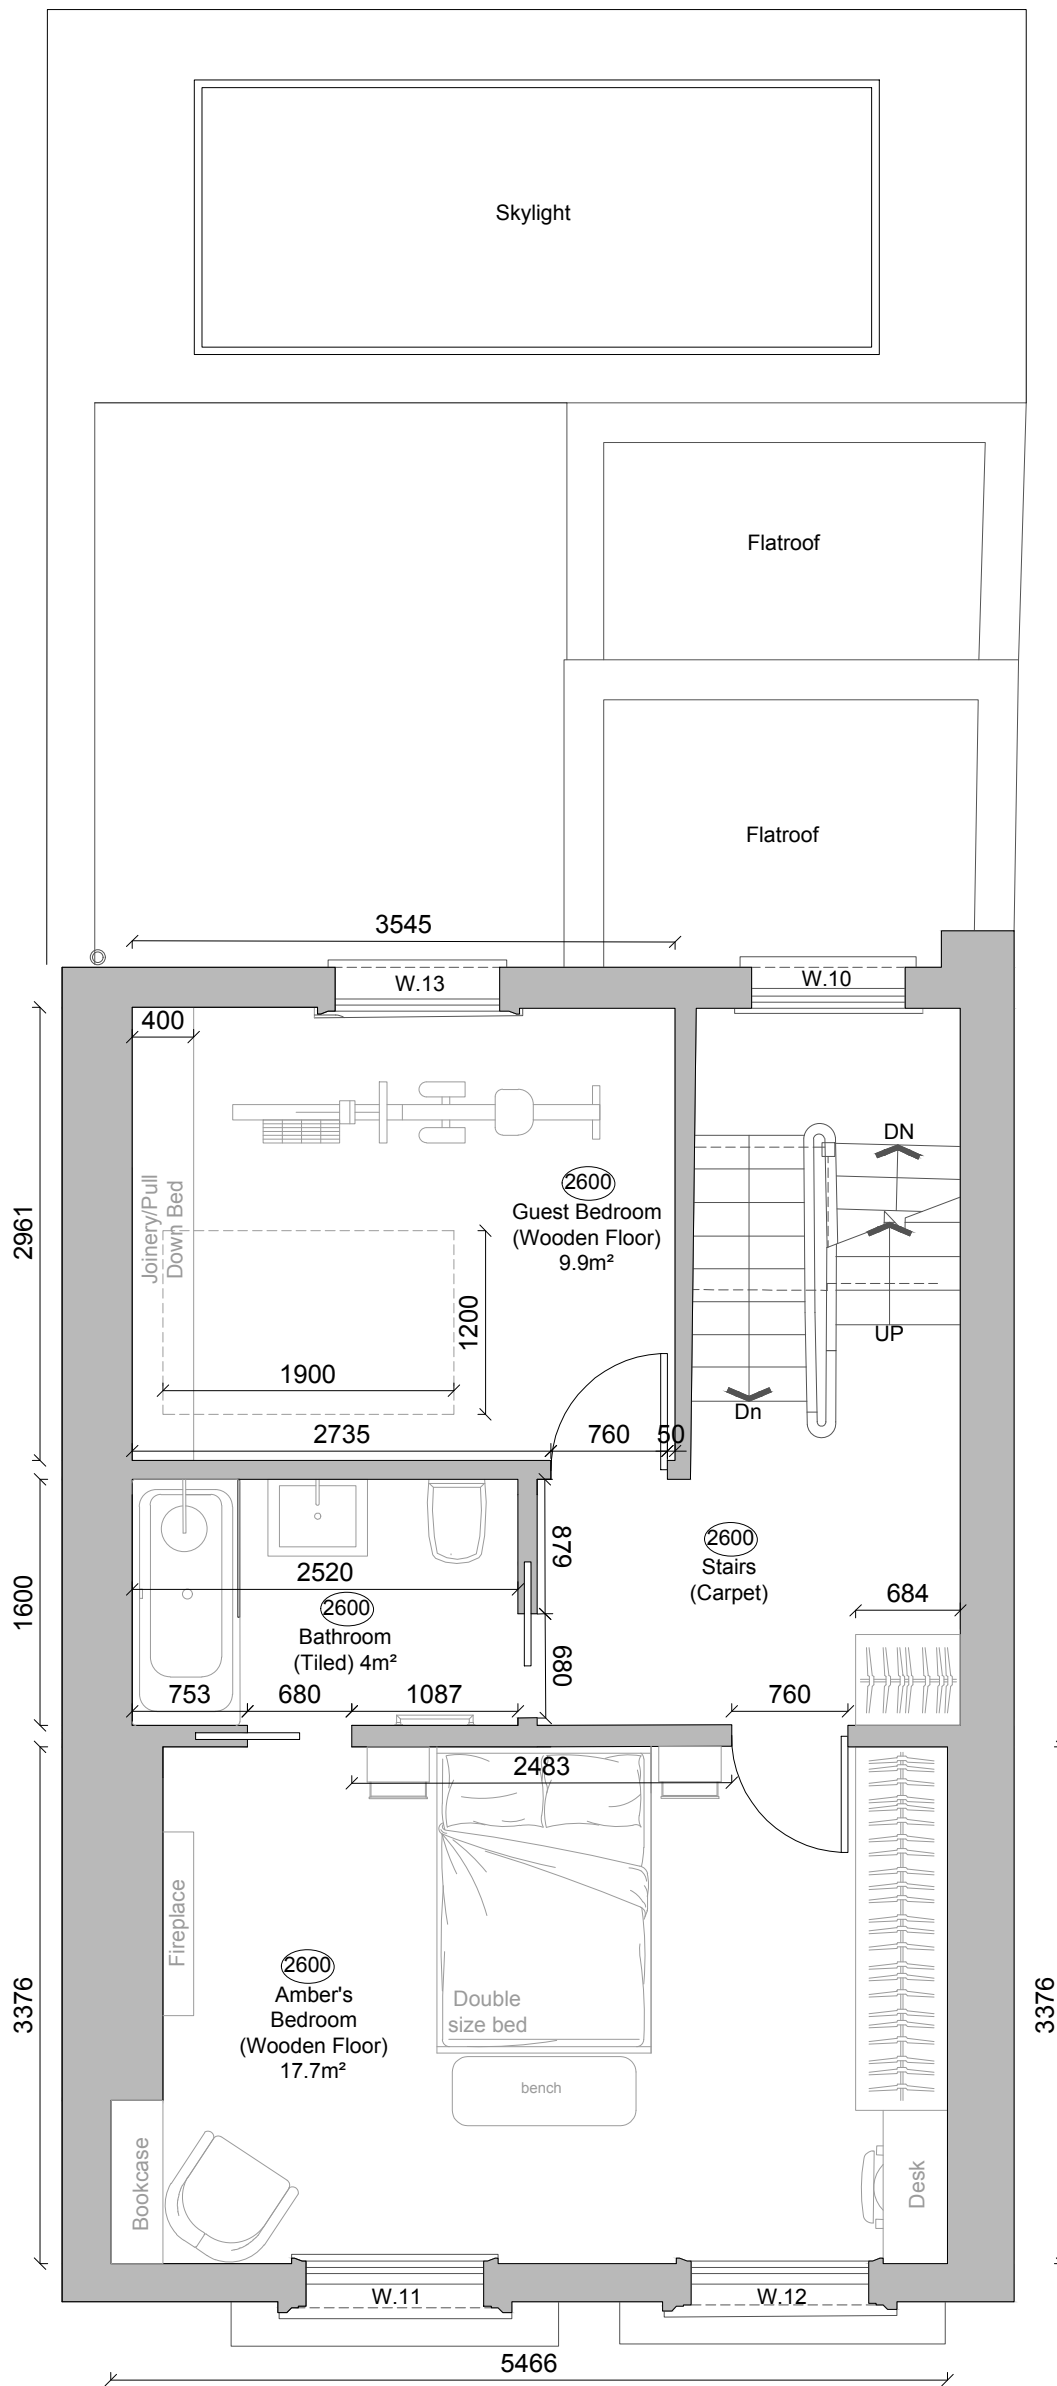 Skylight
Flatroof
Flatroof
3545
W.13
W.10
400
DN
2600
Guest Bedroom
(Wooden Floor)
9.9m²
Joinery/Pull
Down Bed
2961
1200
UP
1900
Dn
2735
760
50
879
2600
Stairs
(Carpet)
2520
2600
Bathroom
(Tiled) 4m²
1600
684
680
753
680
1087
760
2483
Fireplace
2600
Amber's
Bedroom
(Wooden Floor)
17.7m²
Double
size bed
3376
3376
bench
Bookcase
Desk
W.11
W.12
5466